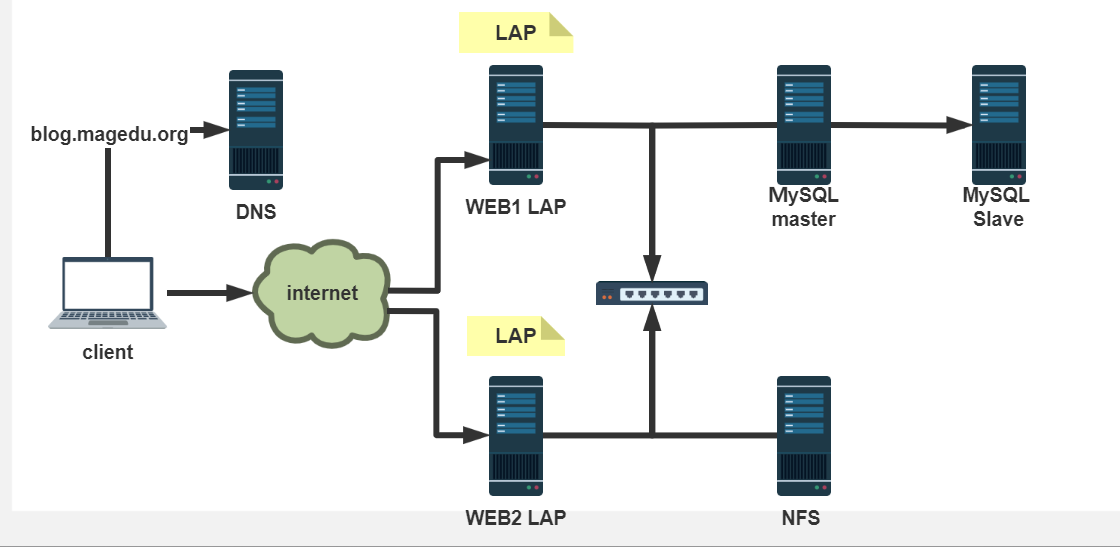 LAP
blog.magedu.org
DNS
WEB1 LAP
MySQL
master
MySQL
Slave
internet
client
LAP
WEB2 LAP
NFS